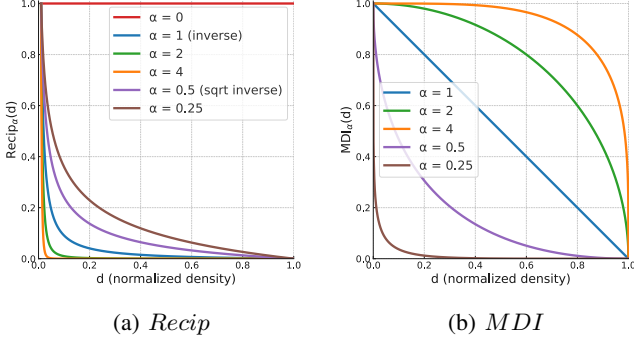 α = 0
α = 1 (inverse)
α = 2
α = 4
α = 0.5 (sqrt inverse)
α = 0.25
Recipα(d)
1.0
0.8
0.6
0.4
0.2
0.0
0.0 0.2 0.4 0.6 0.8 1.0
d (normalized density)
(a) Recip
α = 1
α = 2
α = 4
α = 0.5
α = 0.25
MDIα(d)
1.0
0.8
0.6
0.4
0.2
0.0
0.0 0.2 0.4 0.6 0.8 1.0
d (normalized density)
(b) MDI